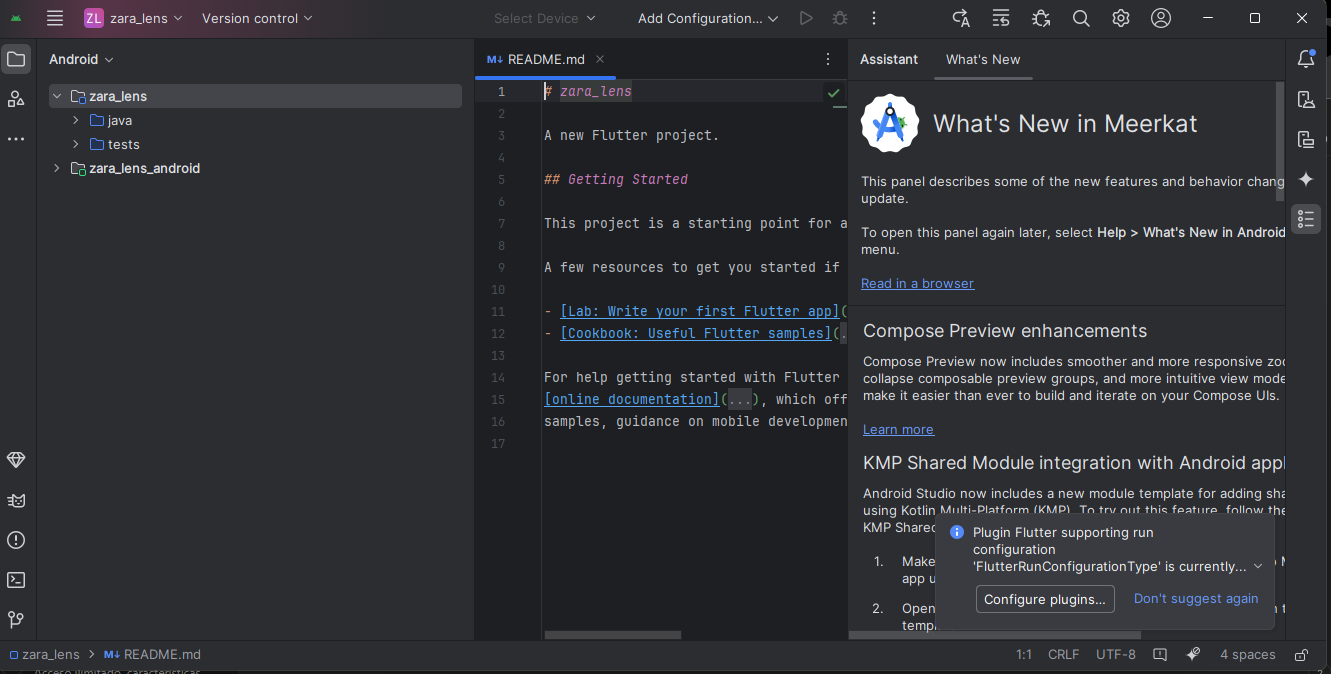 ZL zara_lens Version control Select Device Add Configuration...
Android
zara_lens
java
tests
zara_lens_android
M↓ README.md
1 # zara_lens
2
3 A new Flutter project.
4
5 ## Getting Started
6
7 This project is a starting point for a
8
9 A few resources to get you started if
10
11 - [Lab: Write your first Flutter app](
12 - [Cookbook: Useful Flutter samples](.
13
14 For help getting started with Flutter
15 [online documentation](...), which off
16 samples, guidance on mobile developmen
17
Assistant What's New
What's New in Meerkat
This panel describes some of the new features and behavior chang
update.
To open this panel again later, select Help > What's New in Android
menu.
Read in a browser
Compose Preview enhancements
Compose Preview now includes smoother and more responsive zoo
collapse composable preview groups, and more intuitive view mode
make it easier than ever to build and iterate on your Compose UIs.
Learn more
KMP Shared Module integration with Android appl
Android Studio now includes a new module template for adding sha
using Kotlin Multi-Platform (KMP). To try out this feature, follow the
KMP Shared
1. Make
app u
2. Open
templ
Plugin Flutter supporting run
configuration
'FlutterRunConfigurationType' is currently...
Configure plugins... Don't suggest again
zara_lens > M↓ README.md 1:1 CRLF UTF-8 4 spaces